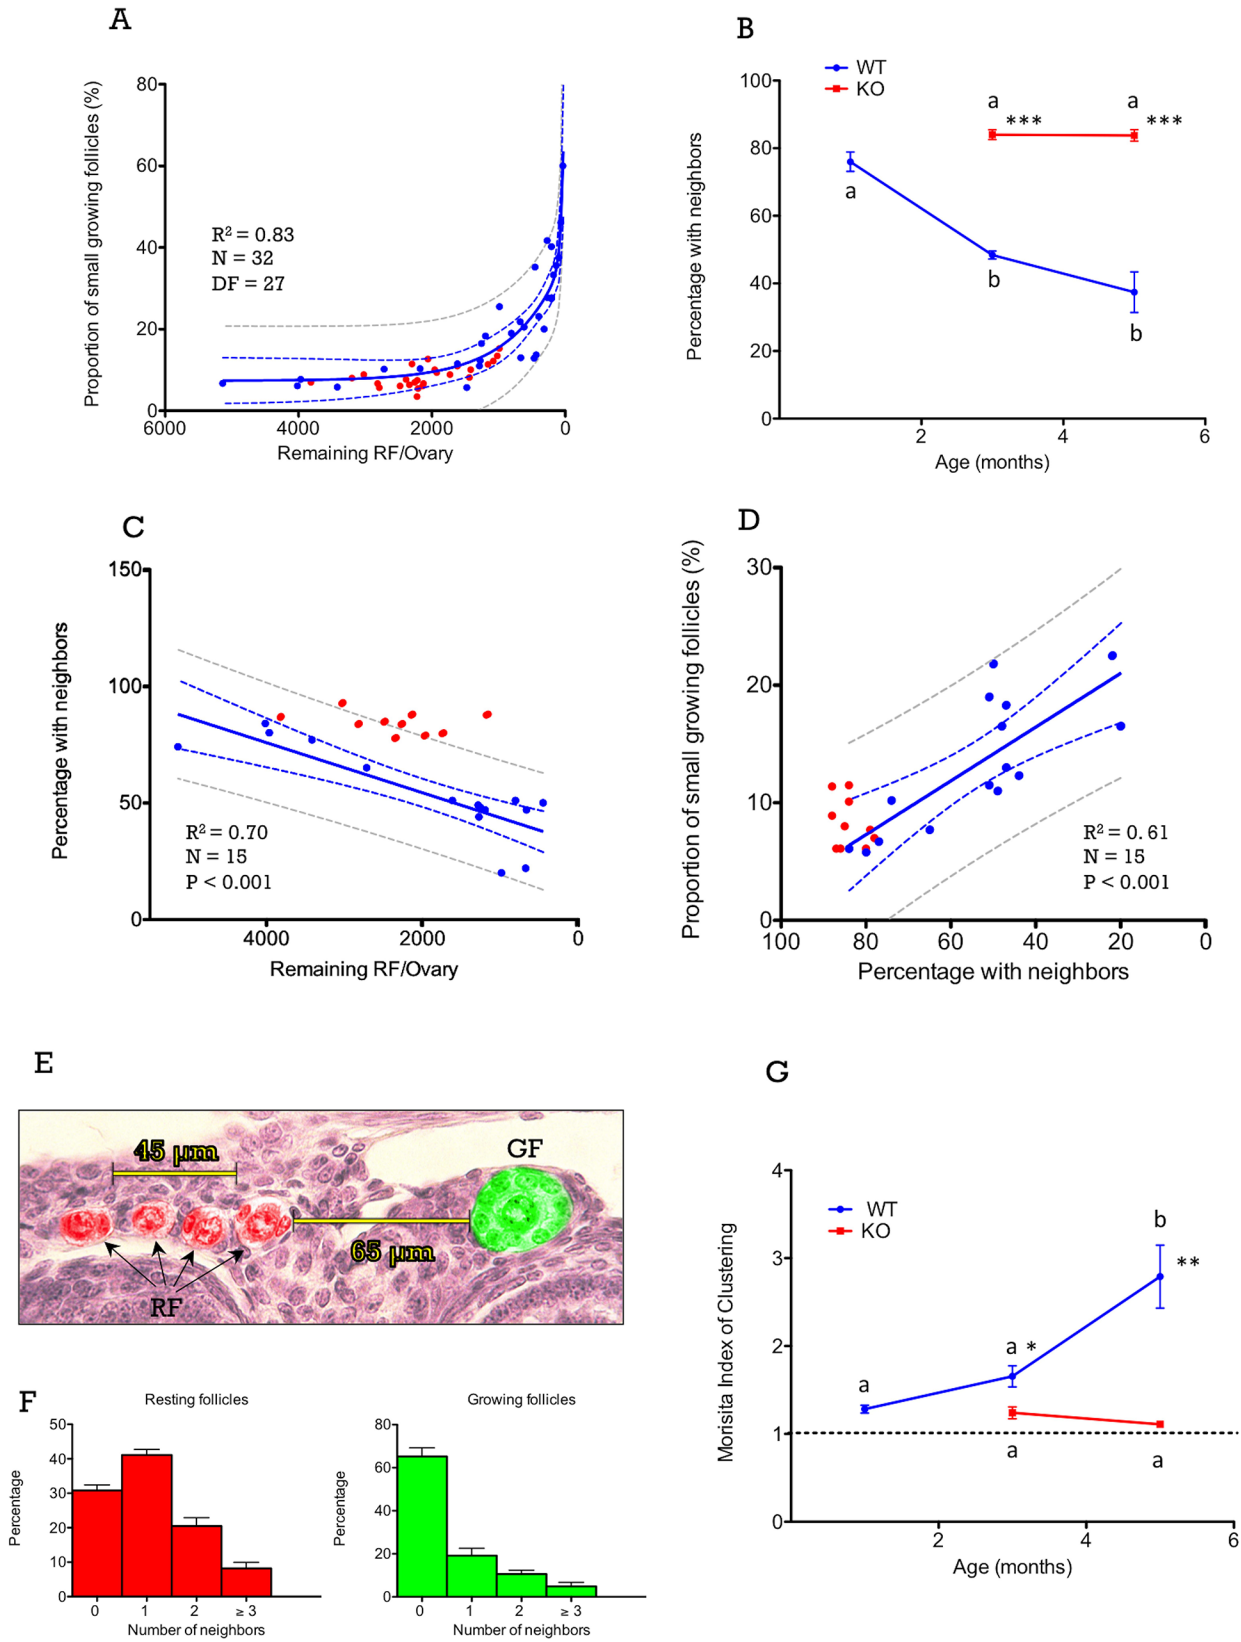 A
Proportion of small growing follicles (%)
80
60
40
20
0
R² = 0.83
N = 32
DF = 27
6000 4000 2000 0
Remaining RF/Ovary
B
WT
KO
Percentage with neighbors
100
80
60
40
20
0
a
***
a
***
a
b
b
2 4 6
Age (months)
C
Percentage with neighbors
150
100
50
0
R² = 0.70
N = 15
P < 0.001
4000 2000 0
Remaining RF/Ovary
D
Proportion of small growing follicles (%)
30
20
10
0
R² = 0.61
N = 15
P < 0.001
100 80 60 40 20 0
Percentage with neighbors
E
45 µm
GF
65 µm
RF
F
Resting follicles
Percentage
50
40
30
20
10
0
0 1 2 ≥ 3
Number of neighbors
Growing follicles
Percentage
80
60
40
20
0
0 1 2 ≥ 3
Number of neighbors
G
Morisita Index of Clustering
4
3
2
1
0
WT
KO
b
**
a *
a
a
a
2 4 6
Age (months)